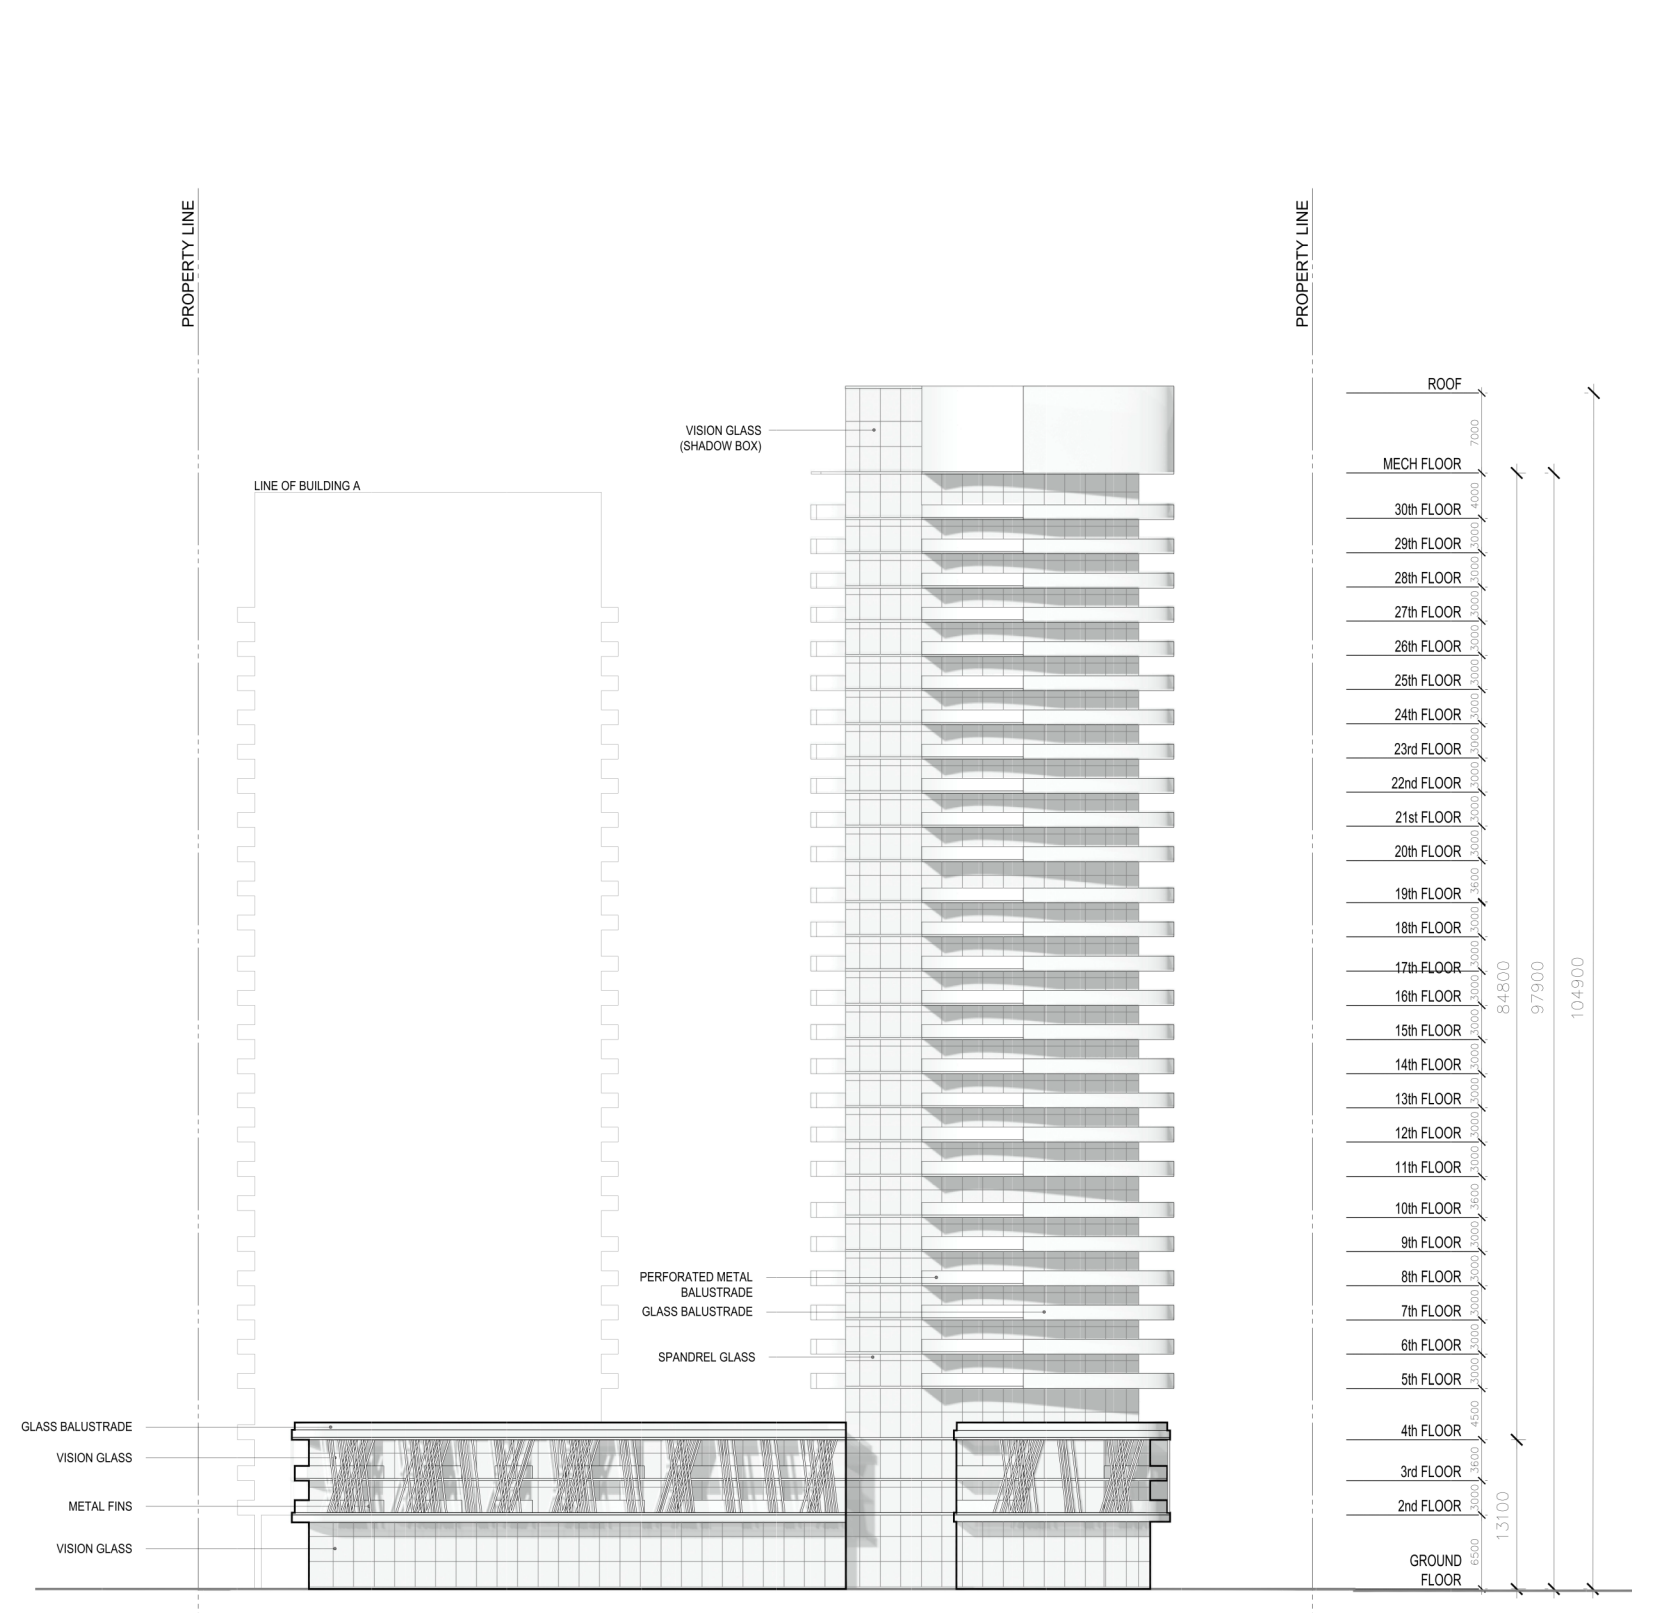 PROPERTY LINE
PROPERTY LINE
ROOF
7000
VISION GLASS
(SHADOW BOX)
MECH FLOOR
LINE OF BUILDING A
4000
30th FLOOR
3000
29th FLOOR
3000
28th FLOOR
3000
27th FLOOR
3000
26th FLOOR
3000
25th FLOOR
3000
24th FLOOR
3000
23rd FLOOR
3000
22nd FLOOR
3000
21st FLOOR
3000
20th FLOOR
3600
19th FLOOR
3000
18th FLOOR
3000
17th FLOOR
3000
16th FLOOR
3000
15th FLOOR
3000
14th FLOOR
3000
13th FLOOR
3000
12th FLOOR
3000
11th FLOOR
3600
10th FLOOR
3000
9th FLOOR
3000
8th FLOOR
3000
7th FLOOR
3000
6th FLOOR
3000
5th FLOOR
4500
4th FLOOR
3600
3rd FLOOR
3000
2nd FLOOR
6500
GROUND
FLOOR
84800
97900
104900
13100
PERFORATED METAL
BALUSTRADE
GLASS BALUSTRADE
SPANDREL GLASS
GLASS BALUSTRADE
VISION GLASS
METAL FINS
VISION GLASS